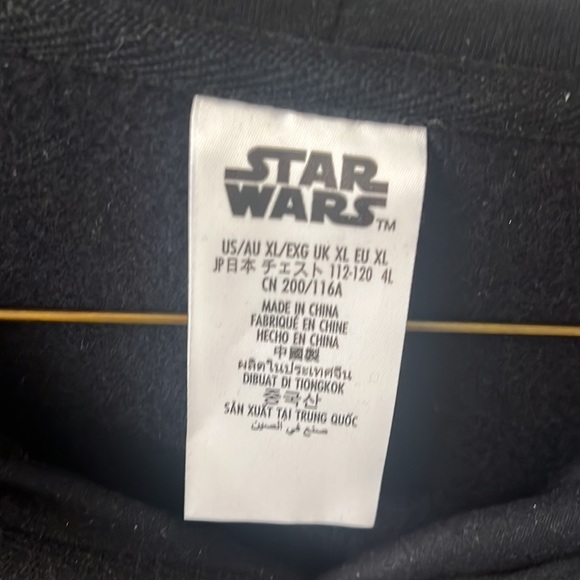 STAR
WARS™
US/AU XL/EXG UK XL EU XL
JP日本 チェスト 112-120 4L
CN 200/116A
MADE IN CHINA
FABRIQUÉ EN CHINE
HECHO EN CHINA
中國製
ผลิตในประเทศจีน
DIBUAT DI TIONGKOK
중국산
SẢN XUẤT TẠI TRUNG QUỐC
صنع في الصين